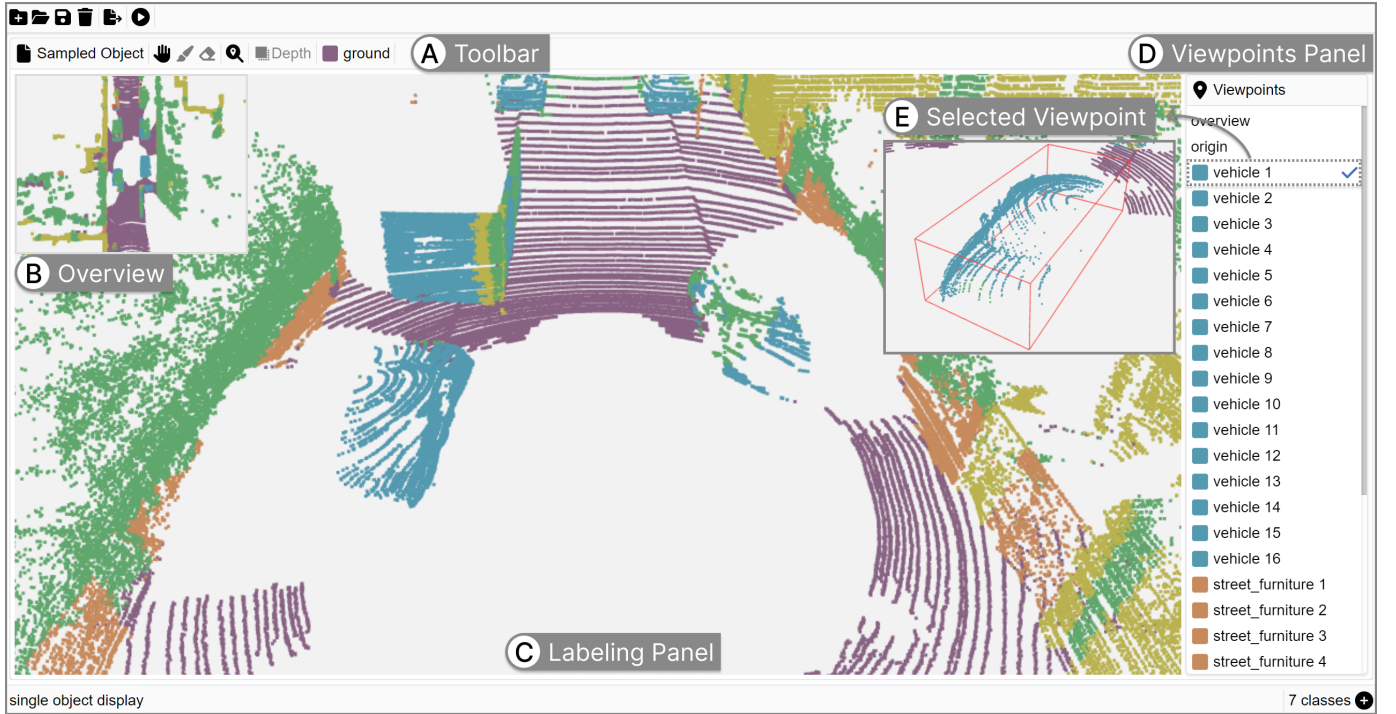 Sampled Object
Depth
ground
A Toolbar
D Viewpoints Panel
Viewpoints
E Selected Viewpoint
overview
origin
vehicle 1
vehicle 2
vehicle 3
vehicle 4
vehicle 5
vehicle 6
vehicle 7
vehicle 8
vehicle 9
vehicle 10
vehicle 11
vehicle 12
vehicle 13
vehicle 14
vehicle 15
vehicle 16
street_furniture 1
street_furniture 2
street_furniture 3
street_furniture 4
B Overview
C Labeling Panel
single object display
7 classes